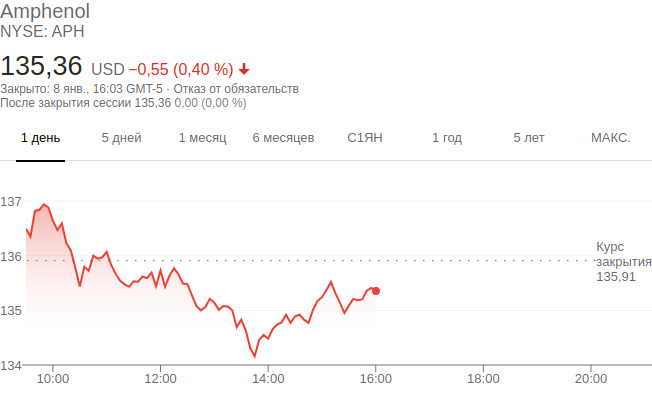 Amphenol
NYSE: APH
135,36 USD −0,55 (0,40 %)
Закрыто: 8 янв., 16:03 GMT-5 · Отказ от обязательств
После закрытия сессии 135,36 0,00 (0,00 %)
1 день 5 дней 1 месяц 6 месяцев С1ЯН 1 год 5 лет МАКС.
137
136
135
134
Курс
закрытия
135,91
10:00 12:00 14:00 16:00 18:00 20:00